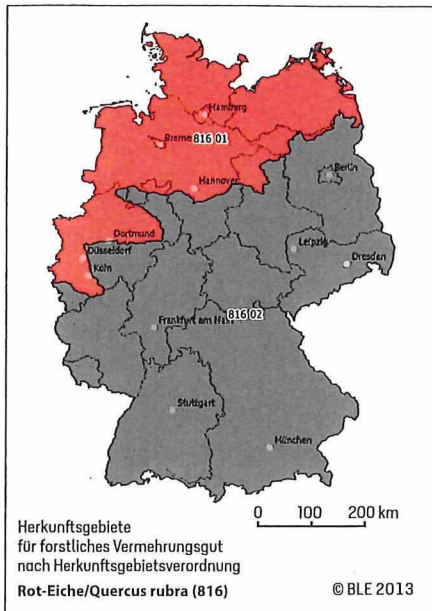 Hamburg
Breme
816 01
Berlin
Hannover
Dortmund
Leipzig
Düsseldorf
Dresden
Köln
Frankfurt am Main
816 02
Stuttgart
München
0 100 200 km
Herkunftsgebiete
für forstliches Vermehrungsgut
nach Herkunftsgebietsverordnung
Rot-Eiche/Quercus rubra (816) © BLE 2013